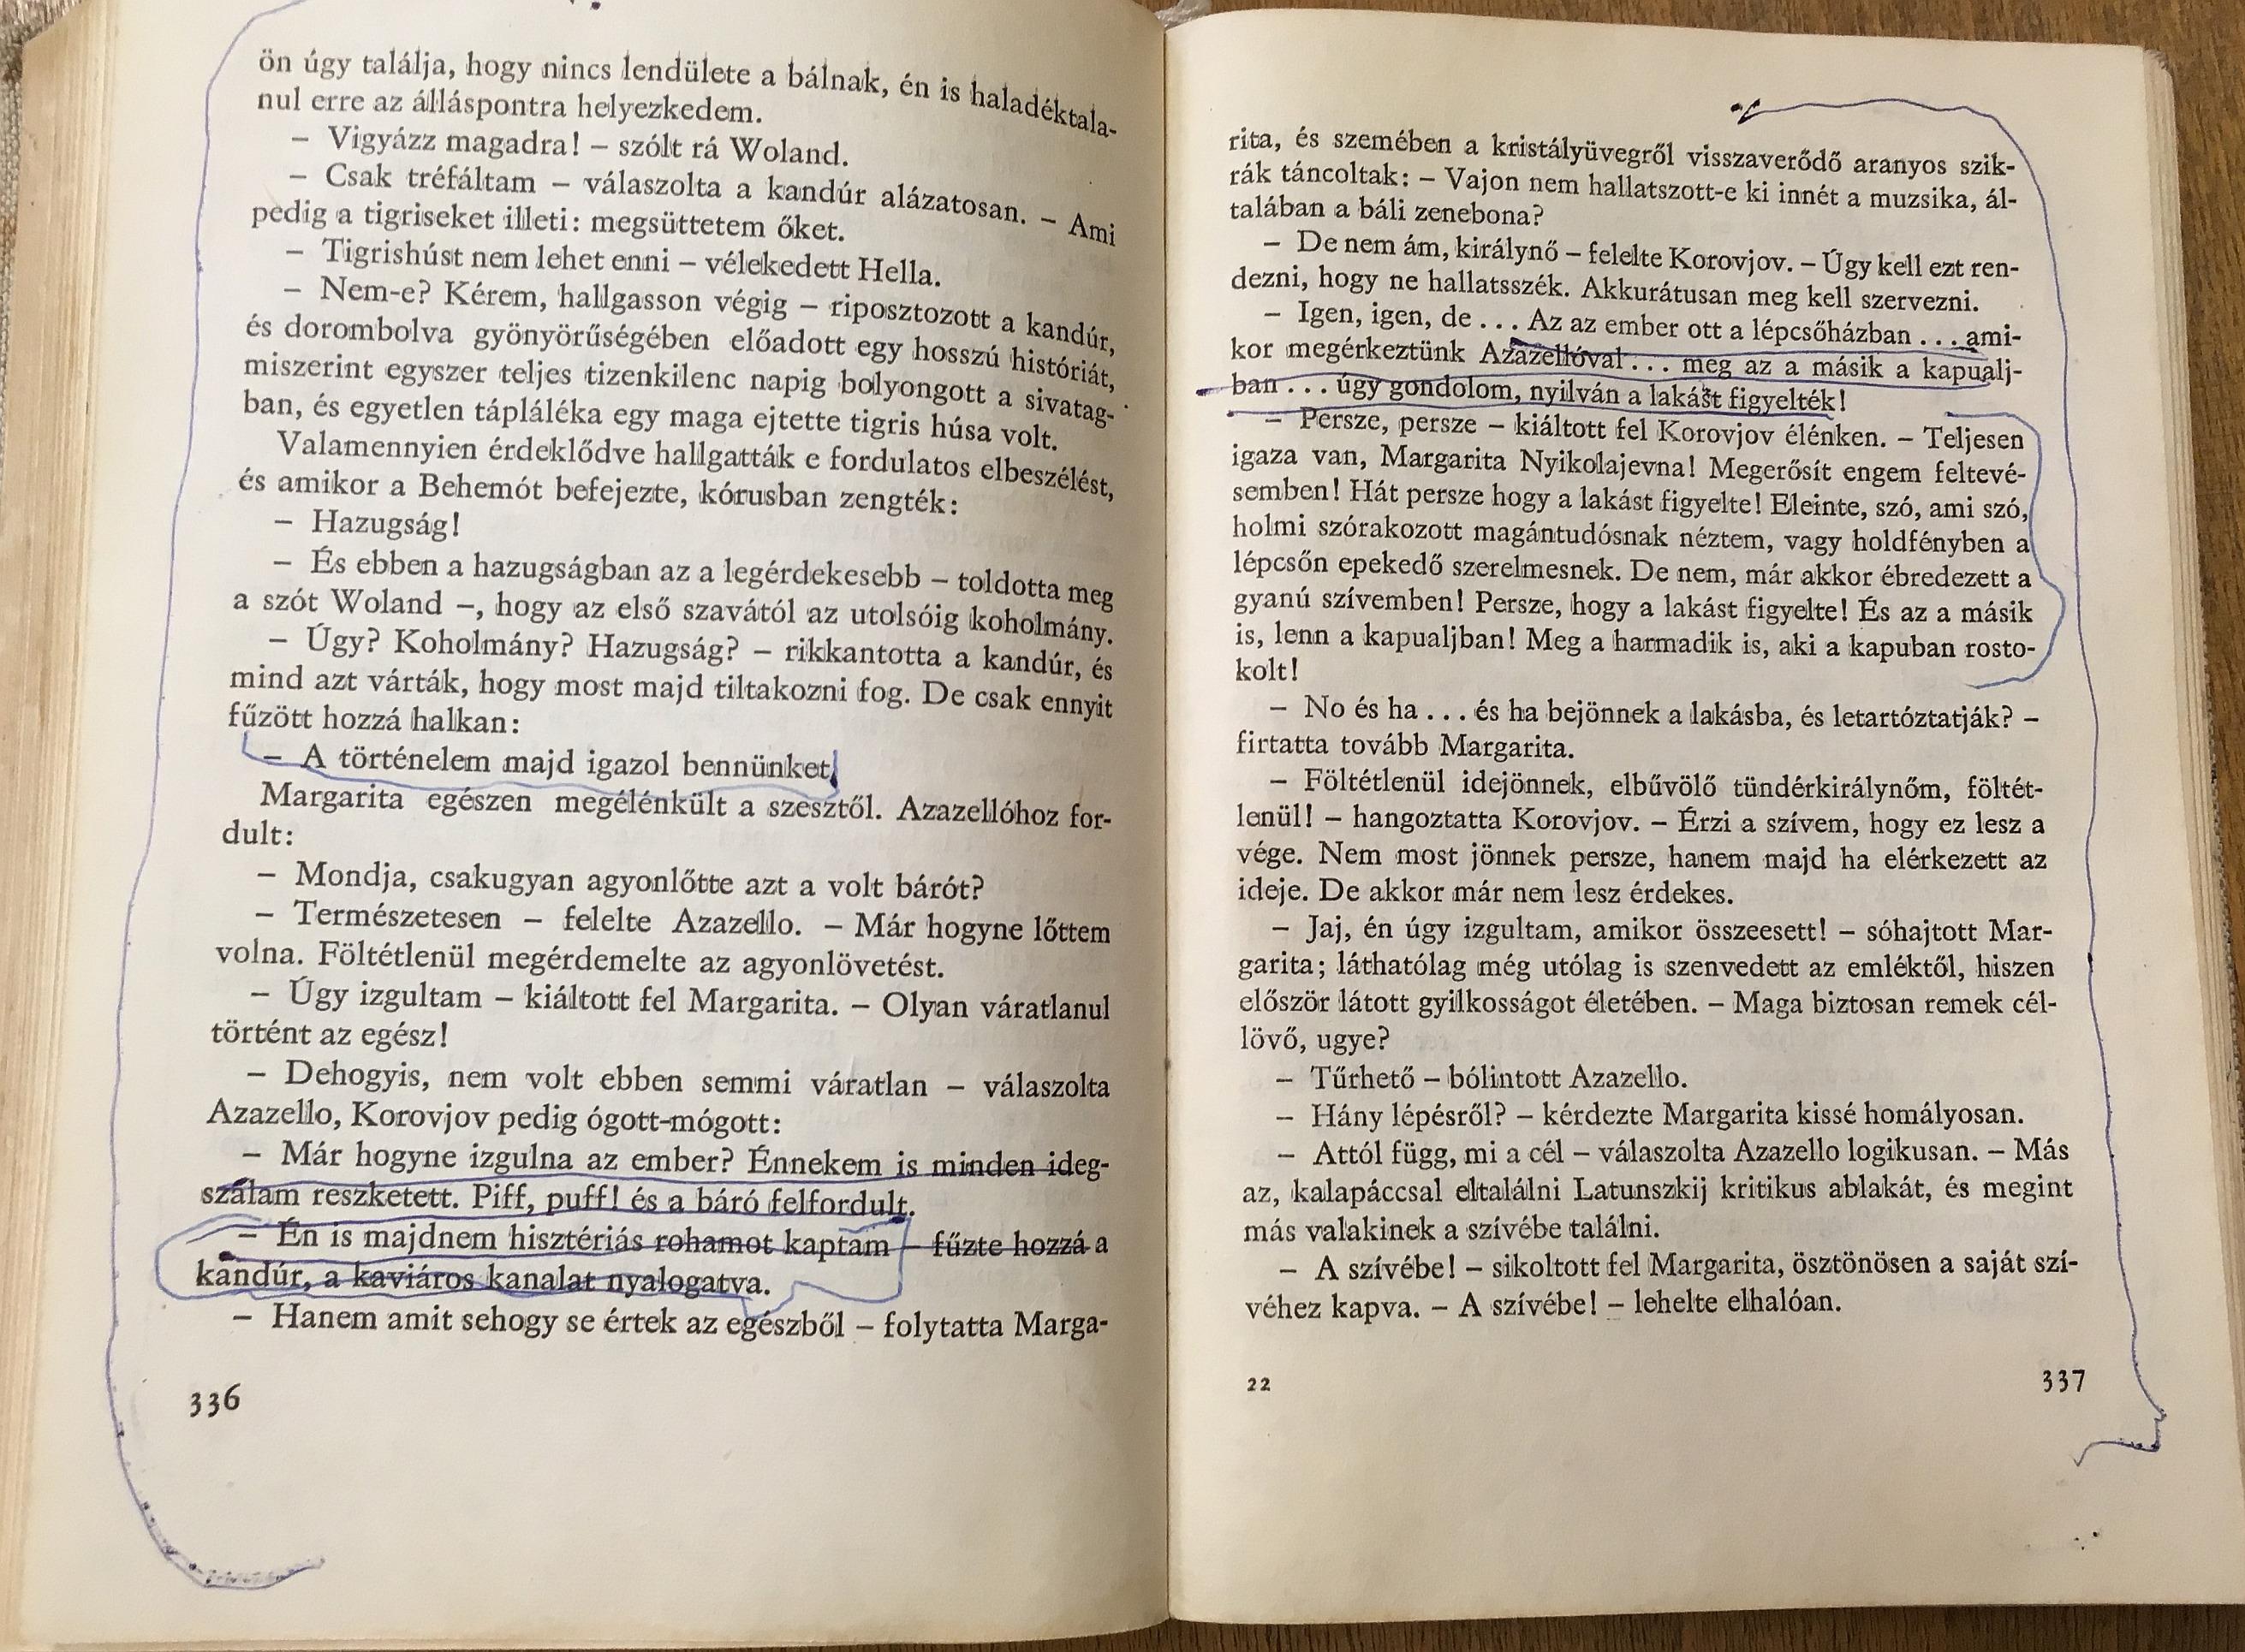 ön úgy találja, hogy nincs lendülete a bálnak, én is haladéktala-
nul erre az álláspontra helyezkedem.
– Vigyázz magadra! – szólt rá Woland.
– Csak tréfáltam – válaszolta a kandúr alázatosan. – Ami
pedig a tigriseket illeti: megsüttetem őket.
– Tigrishúst nem lehet enni – vélekedett Hella.
– Nem-e? Kérem, hallgasson végig – riposztozott a kandúr,
és dorombolva gyönyörűségében előadott egy hosszú históriát,
miszerint egyszer teljes tizenkilenc napig bolyongott a sivatag-
ban, és egyetlen tápláléka egy maga ejtette tigris húsa volt.
Valamennyien érdeklődve hallgatták e fordulatos elbeszélést,
és amikor a Behemót befejezte, kórusban zengték:
– Hazugság!
– És ebben a hazugságban az a legérdekesebb – toldotta meg
a szót Woland –, hogy az első szavától az utolsóig koholmány.
– Úgy? Koholmány? Hazugság? – rikkantotta a kandúr, és
mind azt várták, hogy most majd tiltakozni fog. De csak ennyit
fűzött hozzá halkan:
– A történelem majd igazol bennünket.
Margarita egészen megélénkült a szesztől. Azazellóhoz for-
dult:
– Mondja, csakugyan agyonlőtte azt a volt bárót?
– Természetesen – felelte Azazello. – Már hogyne lőttem
volna. Föltétlenül megérdemelte az agyonlövetést.
– Úgy izgultam – kiáltott fel Margarita. – Olyan váratlanul
történt az egész!
– Dehogyis, nem volt ebben semmi váratlan – válaszolta
Azazello, Korovjov pedig ógott-mógott:
– Már hogyne izgulna az ember? Énnekem is minden ideg-
szálam reszketett. Piff, puff! és a báró felfordult.
– Én is majdnem hisztériás rohamot kaptam – fűzte hozzá a
kandúr, a kaviáros kanalat nyalogatva.
– Hanem amit sehogy se értek az egészből – folytatta Marga-
336
rita, és szemében a kristályüvegről visszaverődő aranyos szik-
rák táncoltak: – Vajon nem hallatszott-e ki innét a muzsika, ál-
talában a báli zenebona?
– De nem ám, királynő – felelte Korovjov. – Úgy kell ezt ren-
dezni, hogy ne hallatsszék. Akkurátusan meg kell szervezni.
– Igen, igen, de . . . Az az ember ott a lépcsőházban . . . ami-
kor megérkeztünk Azazellóval . . . meg az a másik a kapualj-
ban . . . úgy gondolom, nyilván a lakást figyelték!
– Persze, persze – kiáltott fel Korovjov élénken. – Teljesen
igaza van, Margarita Nyikolajevna! Megerősít engem feltevé-
semben! Hát persze hogy a lakást figyelte! Eleinte, szó, ami szó,
holmi szórakozott magántudósnak néztem, vagy holdfényben a
lépcsőn epekedő szerelmesnek. De nem, már akkor ébredezett a
gyanú szívemben! Persze, hogy a lakást figyelte! És az a másik
is, lenn a kapualjban! Meg a harmadik is, aki a kapuban rosto-
kolt!
– No és ha . . . és ha bejönnek a lakásba, és letartóztatják? –
firtatta tovább Margarita.
– Föltétlenül idejönnek, elbűvölő tündérkirálynőm, föltét-
lenül! – hangoztatta Korovjov. – Érzi a szívem, hogy ez lesz a
vége. Nem most jönnek persze, hanem majd ha elérkezett az
ideje. De akkor már nem lesz érdekes.
– Jaj, én úgy izgultam, amikor összeesett! – sóhajtott Mar-
garita; láthatólag még utólag is szenvedett az emléktől, hiszen
először látott gyilkosságot életében. – Maga biztosan remek cél-
lövő, ugye?
– Tűrhető – bólintott Azazello.
– Hány lépésről? – kérdezte Margarita kissé homályosan.
– Attól függ, mi a cél – válaszolta Azazello logikusan. – Más
az, kalapáccsal eltalálni Latunszkij kritikus ablakát, és megint
más valakinek a szívébe találni.
– A szívébe! – sikoltott fel Margarita, ösztönösen a saját szí-
véhez kapva. – A szívébe! – lehelte elhalóan.
22
337